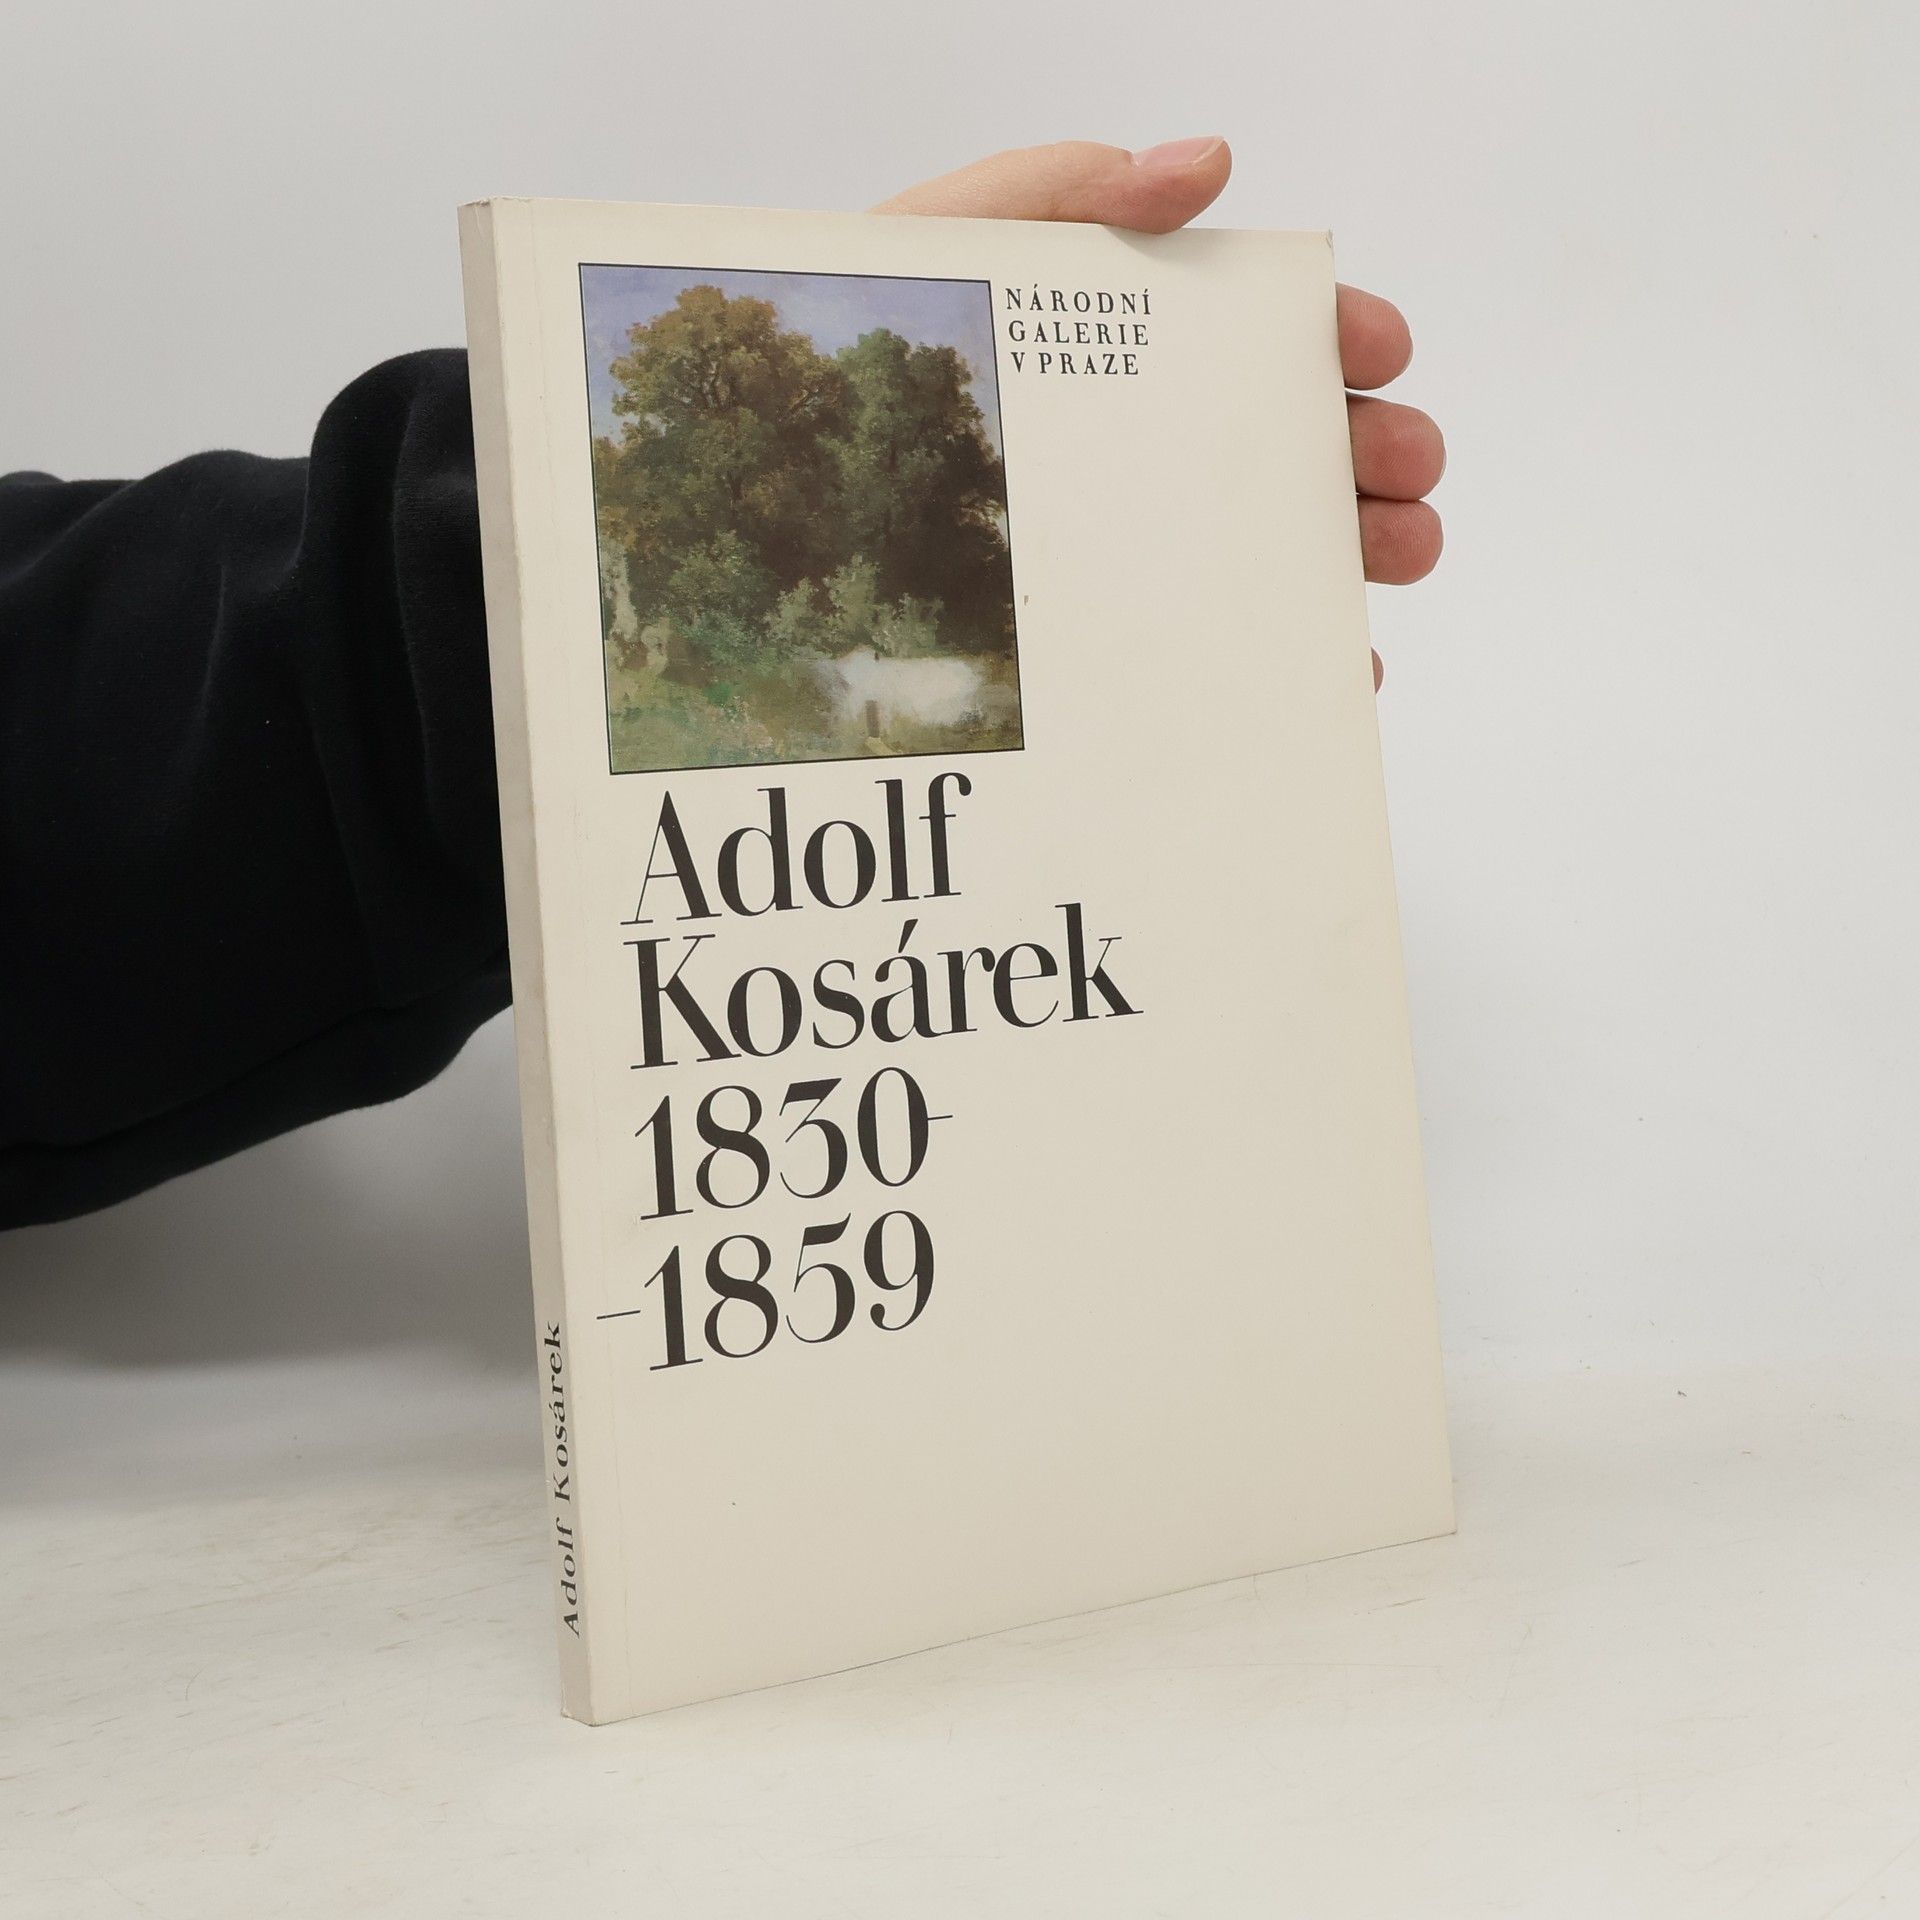 NÁRODNÍ
GALERIE
V PRAZE
Adolf
Kosárek
1830-
-1859
Adolf Kosárek